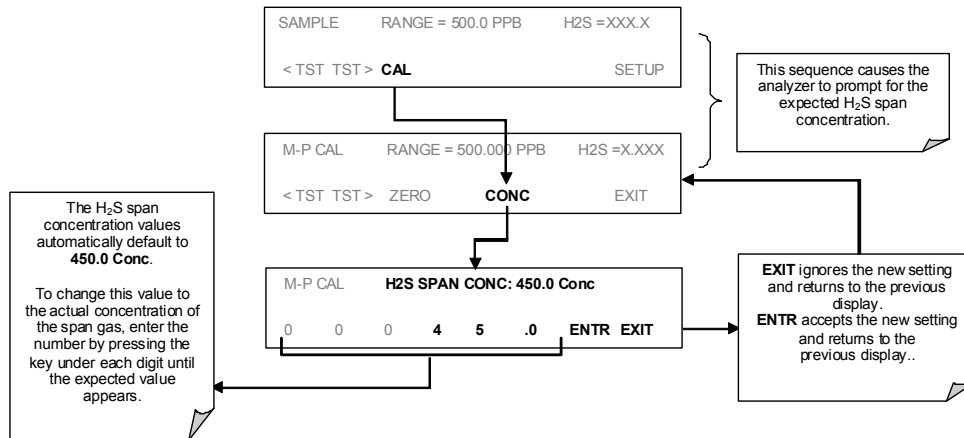 SAMPLE RANGE = 500.0 PPB H2S =XXX.X
< TST TST > CAL SETUP
This sequence causes the
analyzer to prompt for the
expected H₂S span
concentration.
M-P CAL RANGE = 500.000 PPB H2S =X.XXX
< TST TST > ZERO CONC EXIT
The H₂S span
concentration values
automatically default to
450.0 Conc.
To change this value to
the actual concentration of
the span gas, enter the
number by pressing the
key under each digit until
the expected value
appears.
M-P CAL H2S SPAN CONC: 450.0 Conc
0 0 0 4 5 .0 ENTR EXIT
EXIT ignores the new setting
and returns to the previous
display.
ENTR accepts the new setting
and returns to the
previous display..